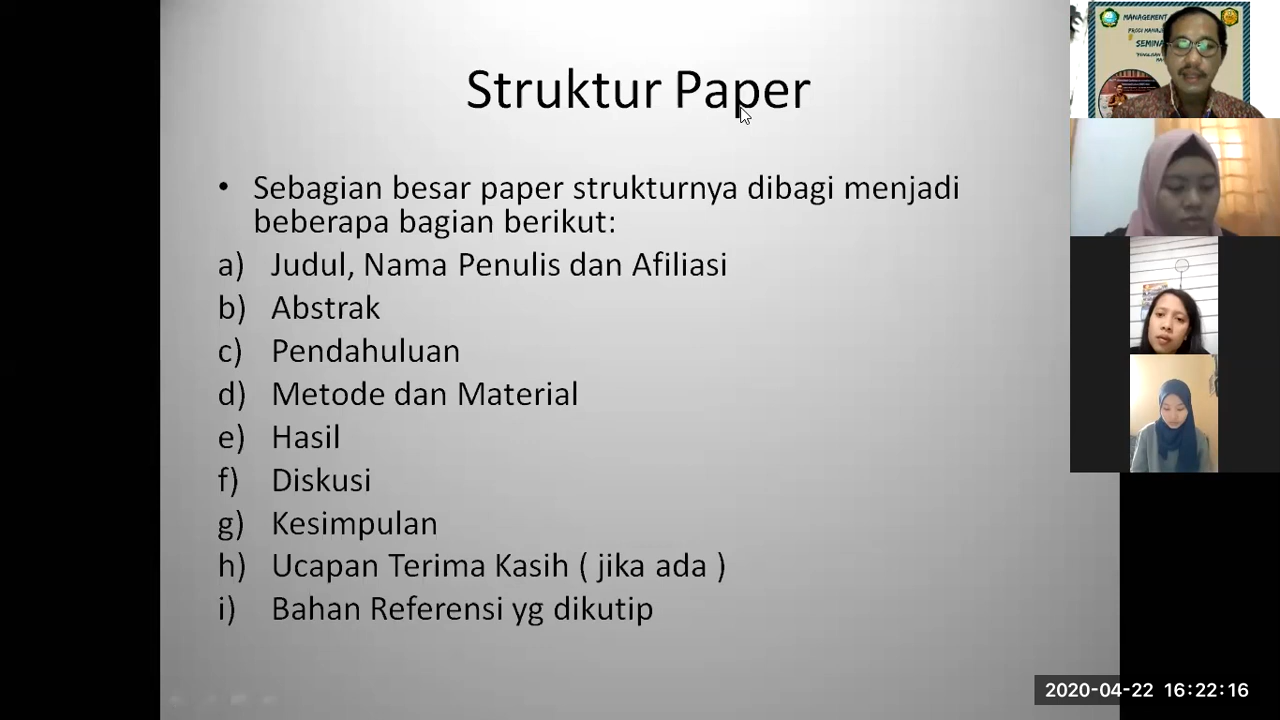 Struktur Paper
• Sebagian besar paper strukturnya dibagi menjadi
beberapa bagian berikut:
a) Judul, Nama Penulis dan Afiliasi
b) Abstrak
c) Pendahuluan
d) Metode dan Material
e) Hasil
f) Diskusi
g) Kesimpulan
h) Ucapan Terima Kasih ( jika ada )
i) Bahan Referensi yg dikutip
MANAGEMENT
PRODI
2020-04-22 16:22:16